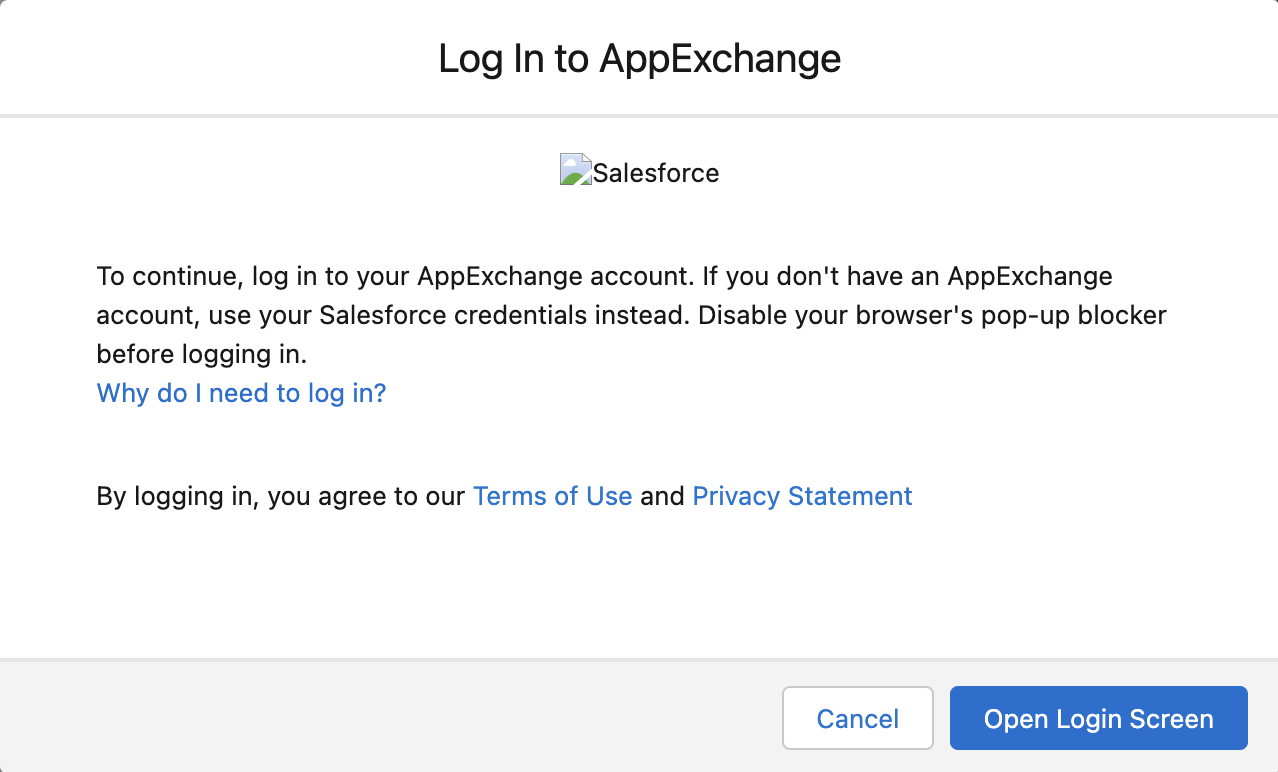 Log In to AppExchange
Salesforce
To continue, log in to your AppExchange account. If you don't have an AppExchange
account, use your Salesforce credentials instead. Disable your browser's pop-up blocker
before logging in.
Why do I need to log in?
By logging in, you agree to our Terms of Use and Privacy Statement
Cancel
Open Login Screen